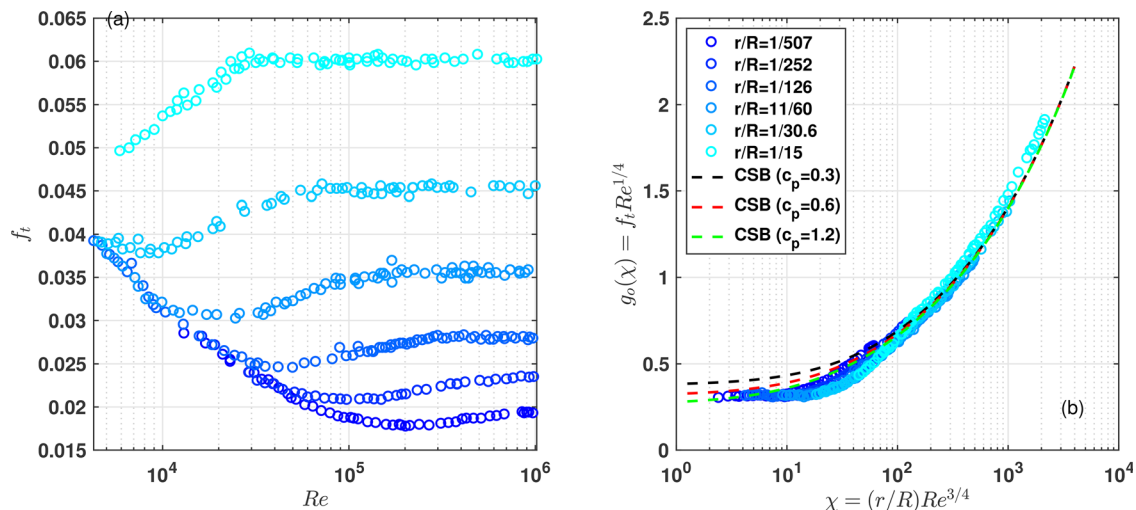 (a)
0.065
0.06
0.055
0.05
0.045
0.04
0.035
0.03
0.025
0.02
0.015
f_t
10^4
10^5
10^6
Re
2.5
2
1.5
1
0.5
0
g_o(χ) = f_t Re^{1/4}
r/R=1/507
r/R=1/252
r/R=1/126
r/R=11/60
r/R=1/30.6
r/R=1/15
CSB (c_p=0.3)
CSB (c_p=0.6)
CSB (c_p=1.2)
(b)
10^0
10^1
10^2
10^3
10^4
χ = (r/R)Re^{3/4}